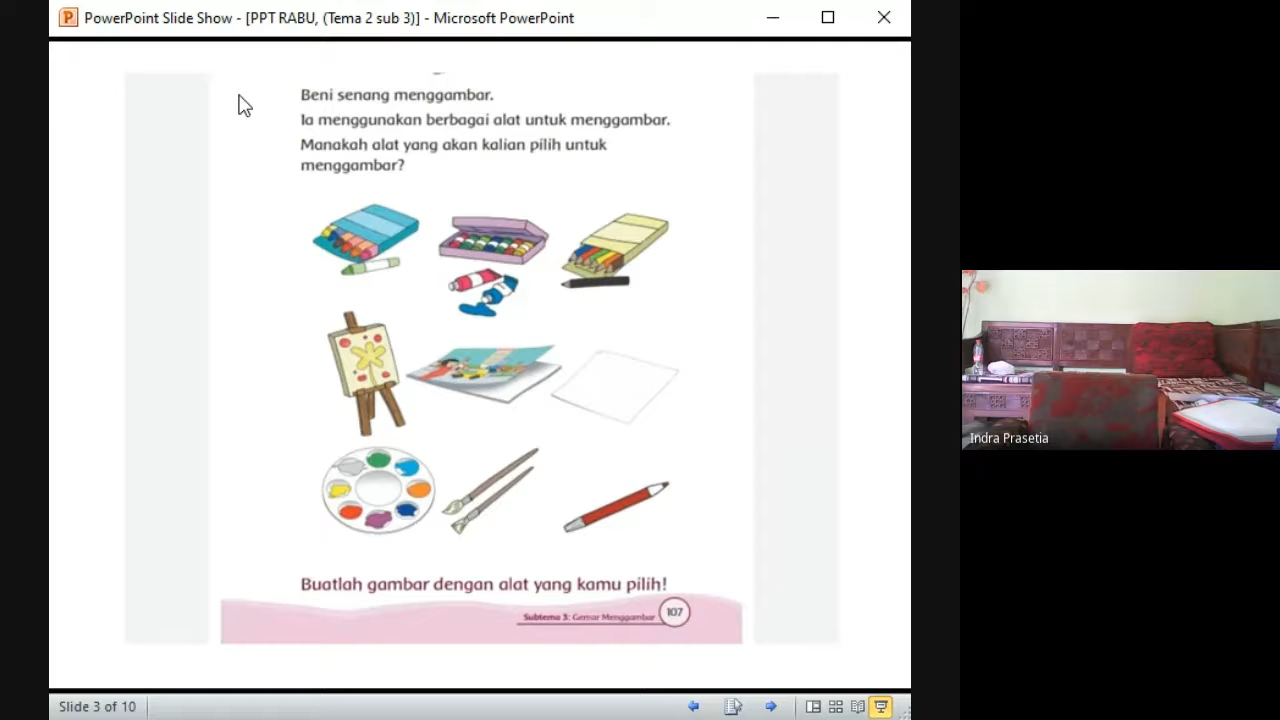 PowerPoint Slide Show - [PPT RABU, (Tema 2 sub 3)] - Microsoft PowerPoint
Beni senang menggambar.
Ia menggunakan berbagai alat untuk menggambar.
Manakah alat yang akan kalian pilih untuk
menggambar?
Buatlah gambar dengan alat yang kamu pilih!
Subtema 3: Gemar Menggambar
107
Indra Prasetia
Slide 3 of 10